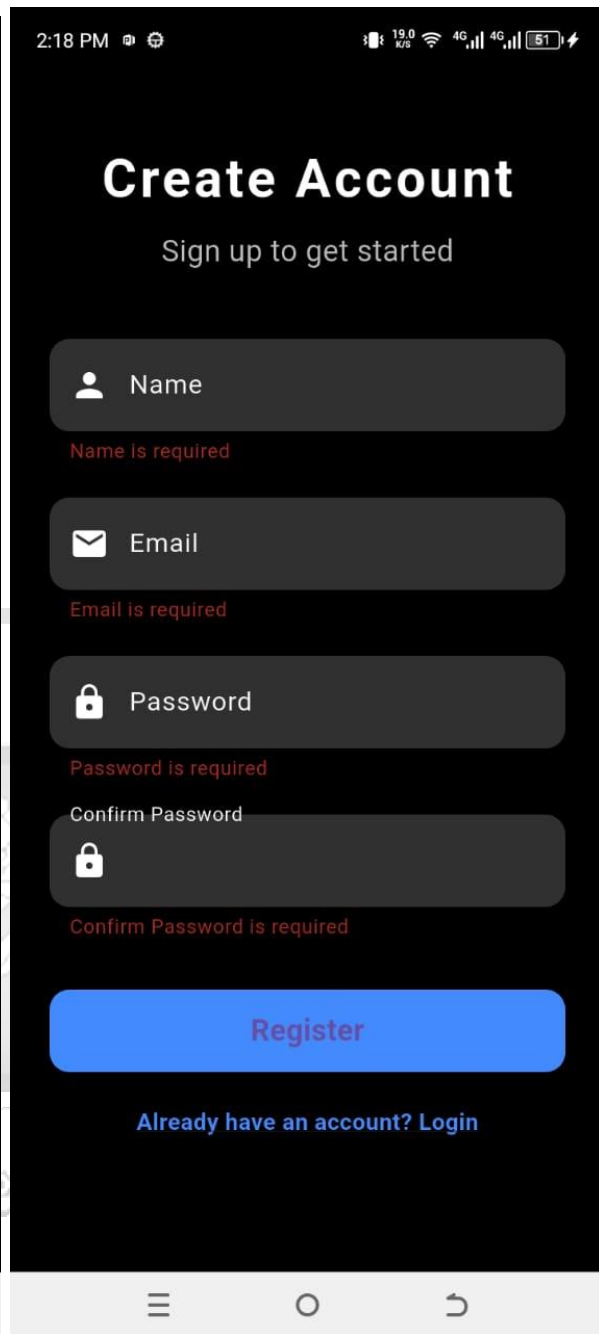 2:18 PM
19.0 K/S 4G 4G 51
Create Account
Sign up to get started
Name
Name is required
Email
Email is required
Password
Password is required
Confirm Password
Confirm Password is required
Register
Already have an account? Login